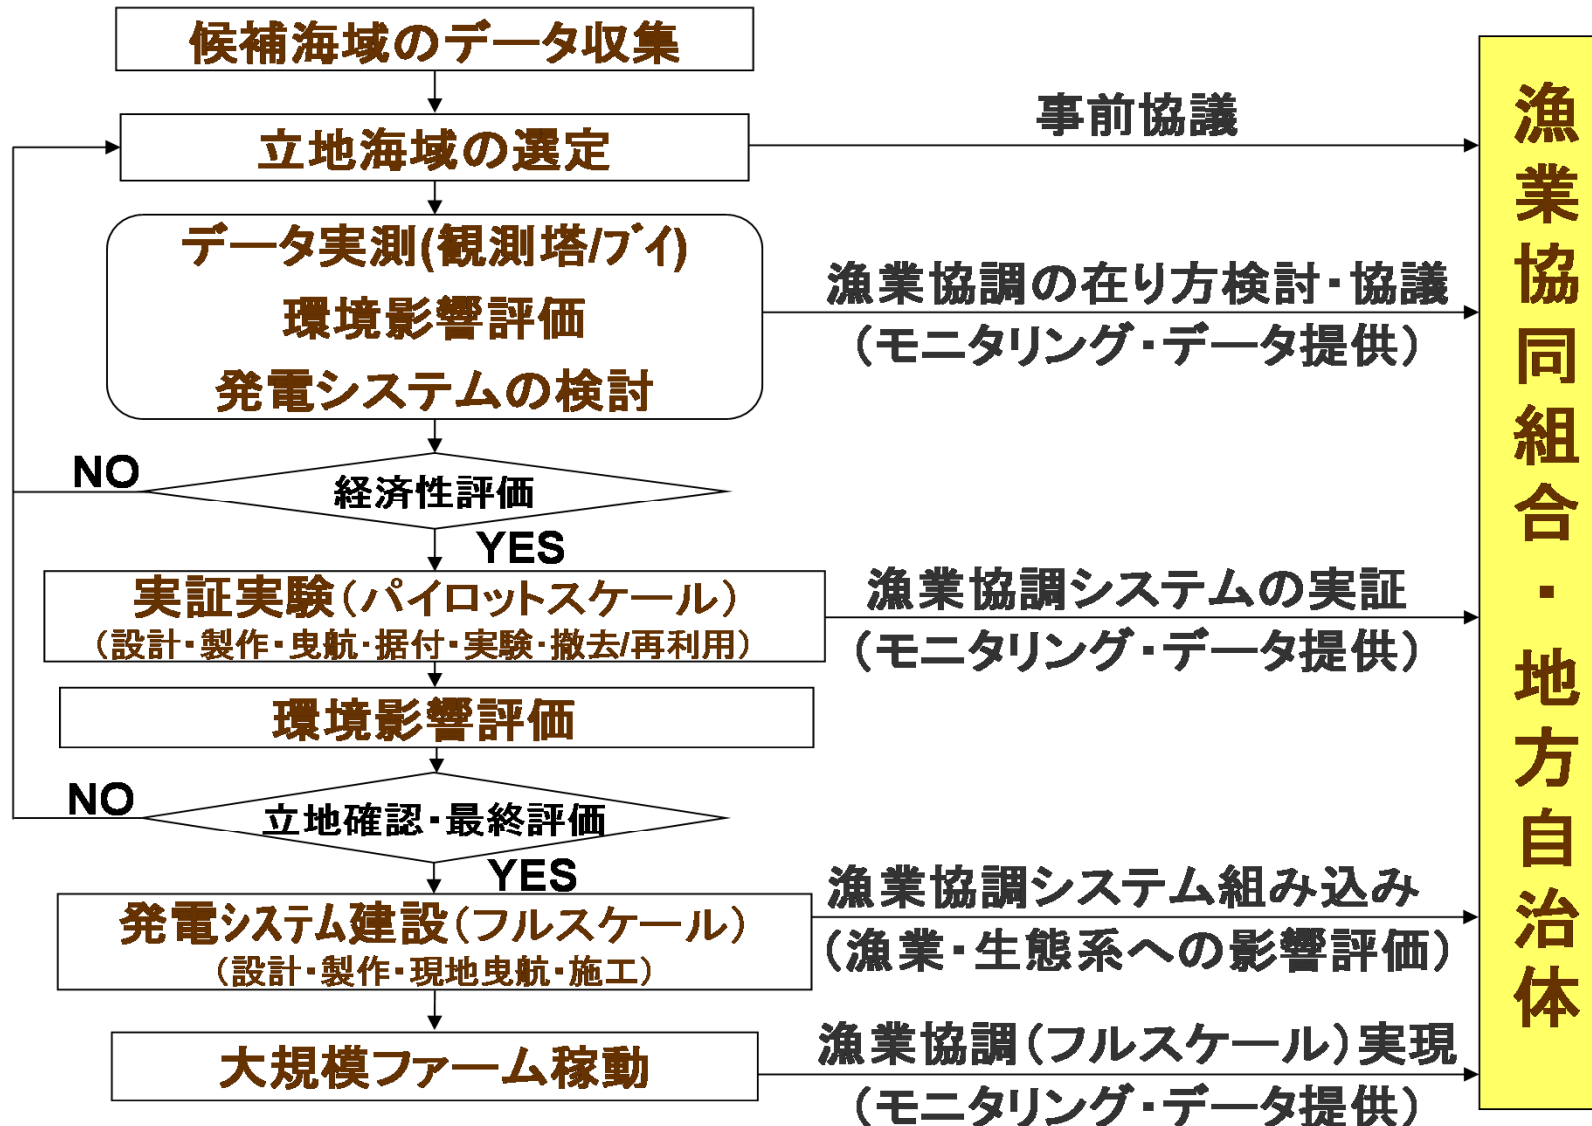 候補海域のデータ収集
立地海域の選定
事前協議
データ実測(観測塔/ブイ)
環境影響評価
発電システムの検討
漁業協調の在り方検討・協議
(モニタリング・データ提供)
NO
経済性評価
YES
実証実験(パイロットスケール)
(設計・製作・曳航・据付・実験・撤去/再利用)
漁業協調システムの実証
(モニタリング・データ提供)
環境影響評価
NO
立地確認・最終評価
YES
発電システム建設(フルスケール)
(設計・製作・現地曳航・施工)
漁業協調システム組み込み
(漁業・生態系への影響評価)
大規模ファーム稼動
漁業協調(フルスケール)実現
(モニタリング・データ提供)
漁業協同組合・地方自治体